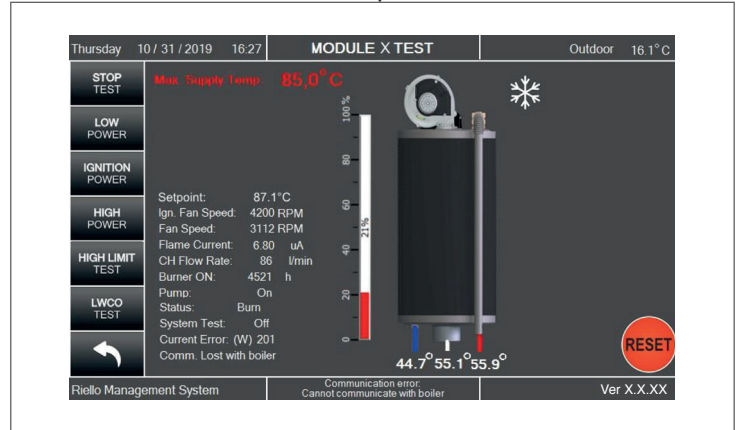 Thursday 10 / 31 / 2019 16:27 MODULE X TEST Outdoor 16.1°C
STOP
TEST
LOW
POWER
IGNITION
POWER
HIGH
POWER
HIGH LIMIT
TEST
LWCO
TEST
Max. Supply Temp 85,0°C
Setpoint: 87.1°C
Ign. Fan Speed: 4200 RPM
Fan Speed: 3112 RPM
Flame Current: 6.80 uA
CH Flow Rate: 86 l/min
Burner ON: 4521 h
Pump: On
Status: Burn
System Test: Off
Current Error: (W) 201
Comm. Lost with boiler
100 %
80
60
40
20
0
21%
44.7° 55.1° 55.9°
RESET
Riello Management System
Communication error:
Cannot communicate with boiler
Ver X.X.XX